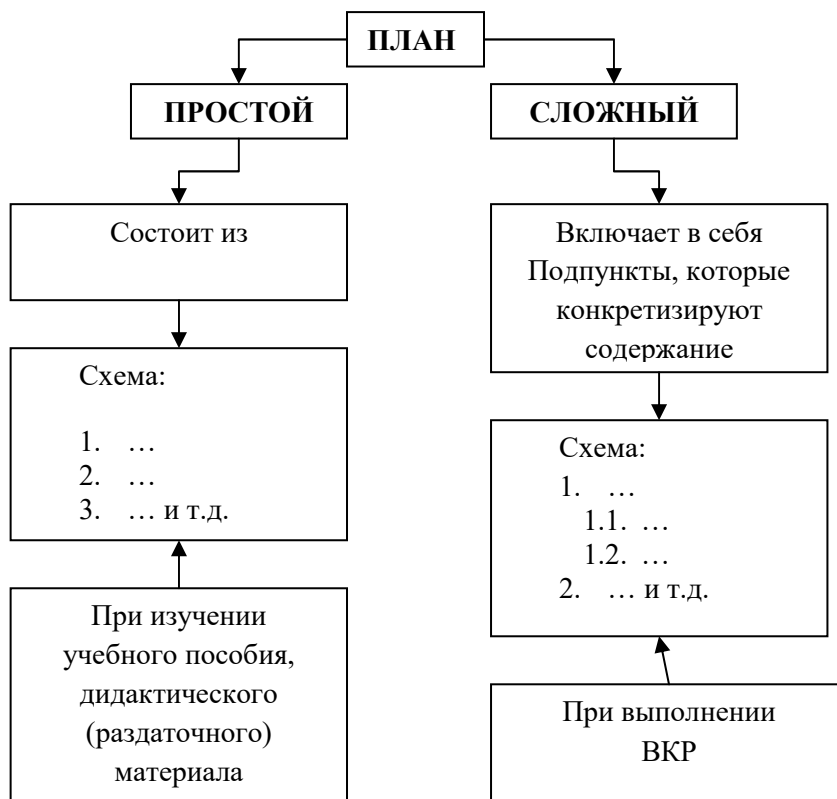 ПЛАН
ПРОСТОЙ
СЛОЖНЫЙ
Состоит из
Включает в себя
Подпункты, которые
конкретизируют
содержание
Схема:
1. …
2. …
3. … и т.д.
Схема:
1. …
1.1. …
1.2. …
2. … и т.д.
При изучении
учебного пособия,
дидактического
(раздаточного)
материала
При выполнении
ВКР